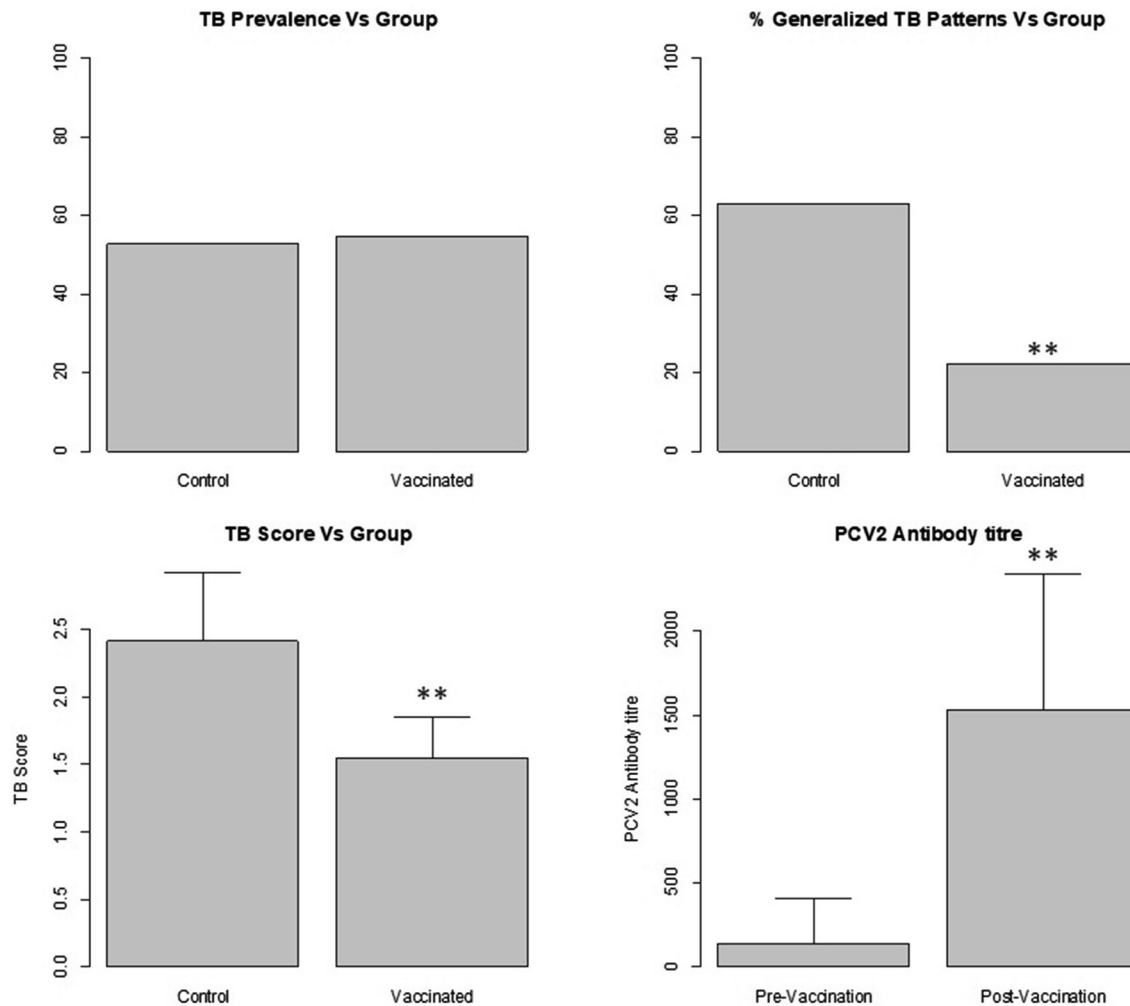 TB Prevalence Vs Group
100
80
60
40
20
0
Control Vaccinated
% Generalized TB Patterns Vs Group
100
80
60
40
20
0
**
Control Vaccinated
TB Score Vs Group
TB Score
2.5
2.0
1.5
1.0
0.5
0.0
**
Control Vaccinated
PCV2 Antibody titre
**
PCV2 Antibody titre
2000
1500
1000
500
0
Pre-Vaccination Post-Vaccination